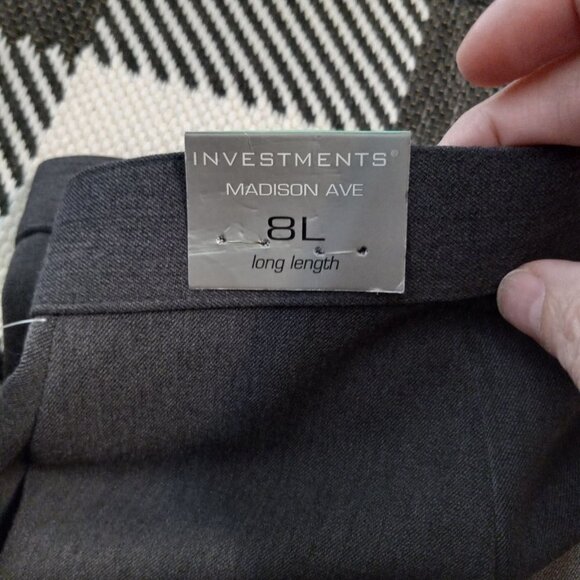 INVESTMENTS®
MADISON AVE
8L
long length